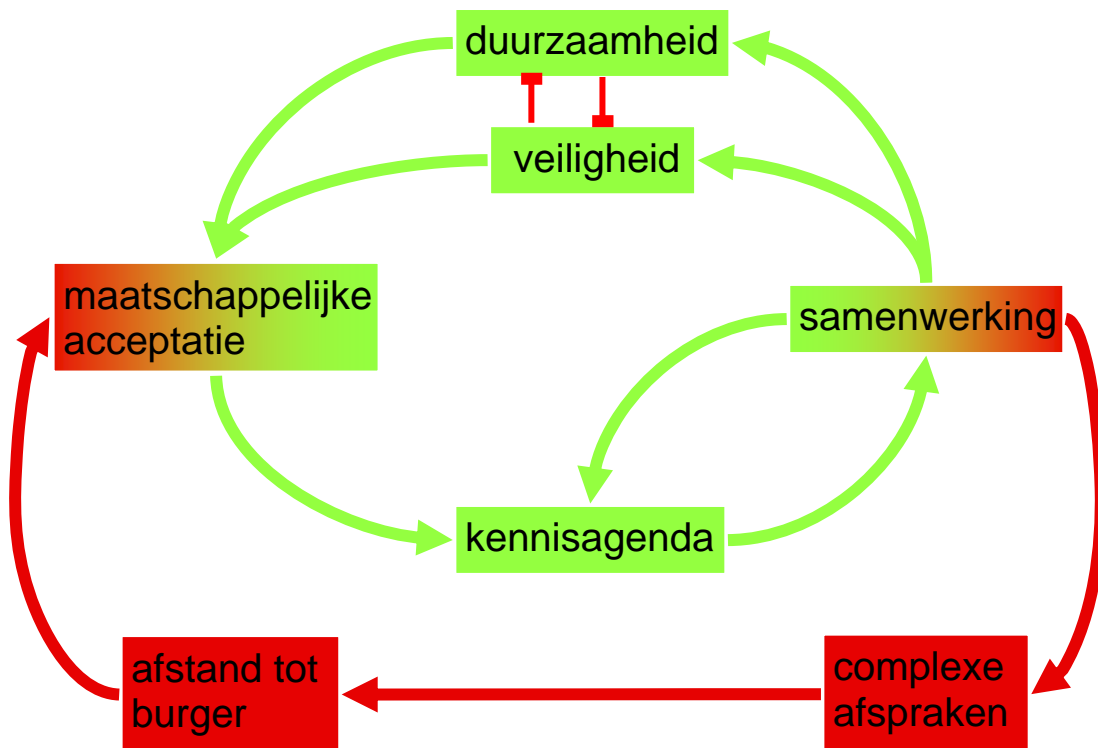 duurzaamheid
veiligheid
maatschappelijke
acceptatie
samenwerking
kennisagenda
afstand tot
burger
complexe
afspraken